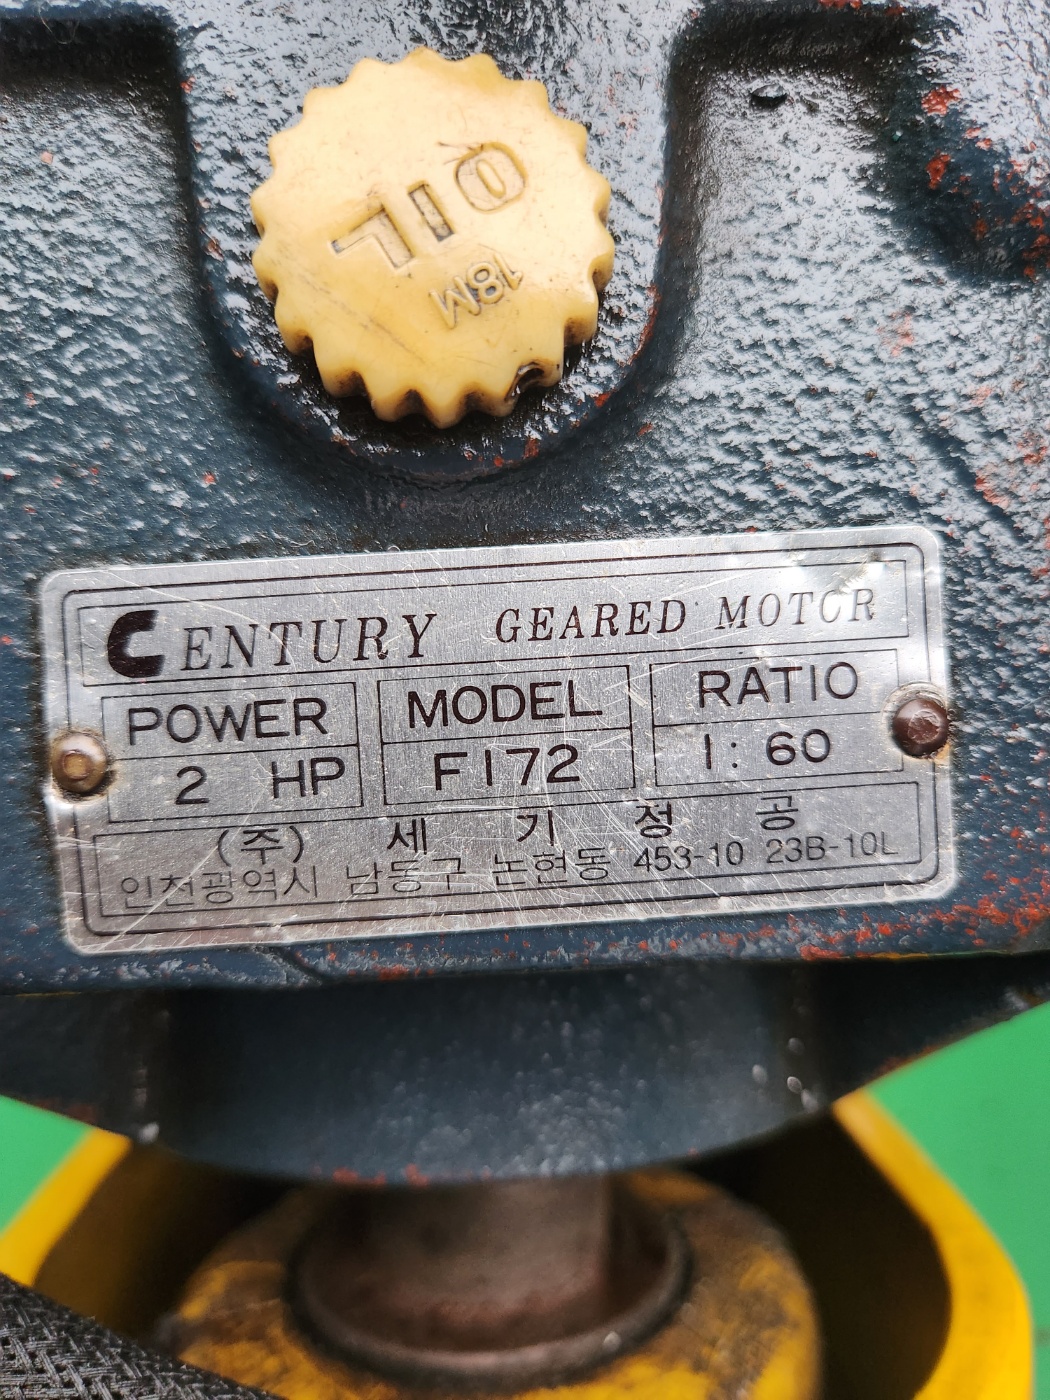 OIL
18M
CENTURY GEARED MOTOR
POWER MODEL RATIO
2 HP F172 1:60
(주) 세기정공
인천광역시 남동구 논현동 453-10 23B-10L